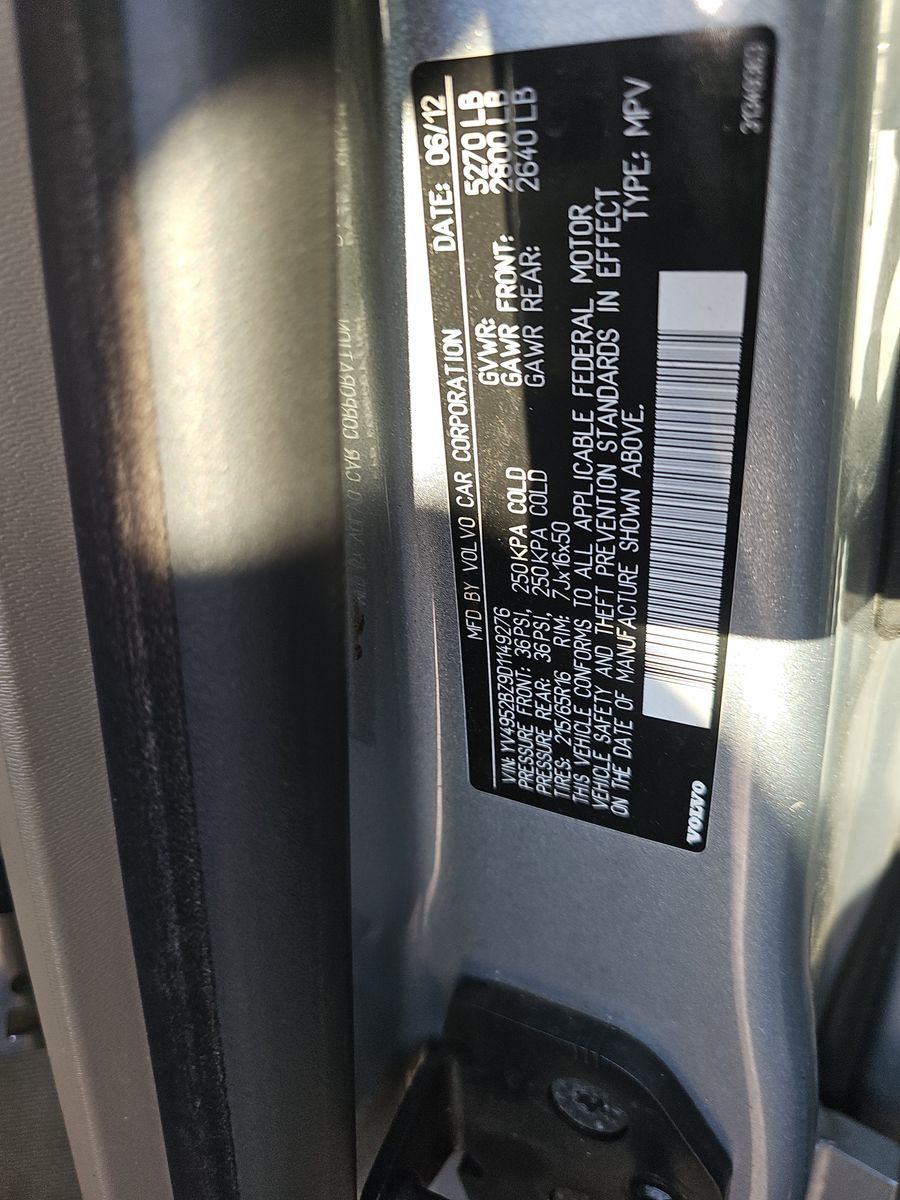 MFD BY VOLVO CAR CORPORATION DATE: 06/12
GVWR: 5270 LB
VIN: YV4952BZ9D1149276 GAWR FRONT: 2800 LB
PRESSURE FRONT: 36PSI, 250KPA COLD GAWR REAR: 2640 LB
PRESSURE REAR: 36PSI, 250KPA COLD
TIRES: 215/65R16 RIM: 7Jx16x50
THIS VEHICLE CONFORMS TO ALL APPLICABLE FEDERAL MOTOR
VEHICLE SAFETY AND THEFT PREVENTION STANDARDS IN EFFECT
ON THE DATE OF MANUFACTURE SHOWN ABOVE. TYPE: MPV
VOLVO